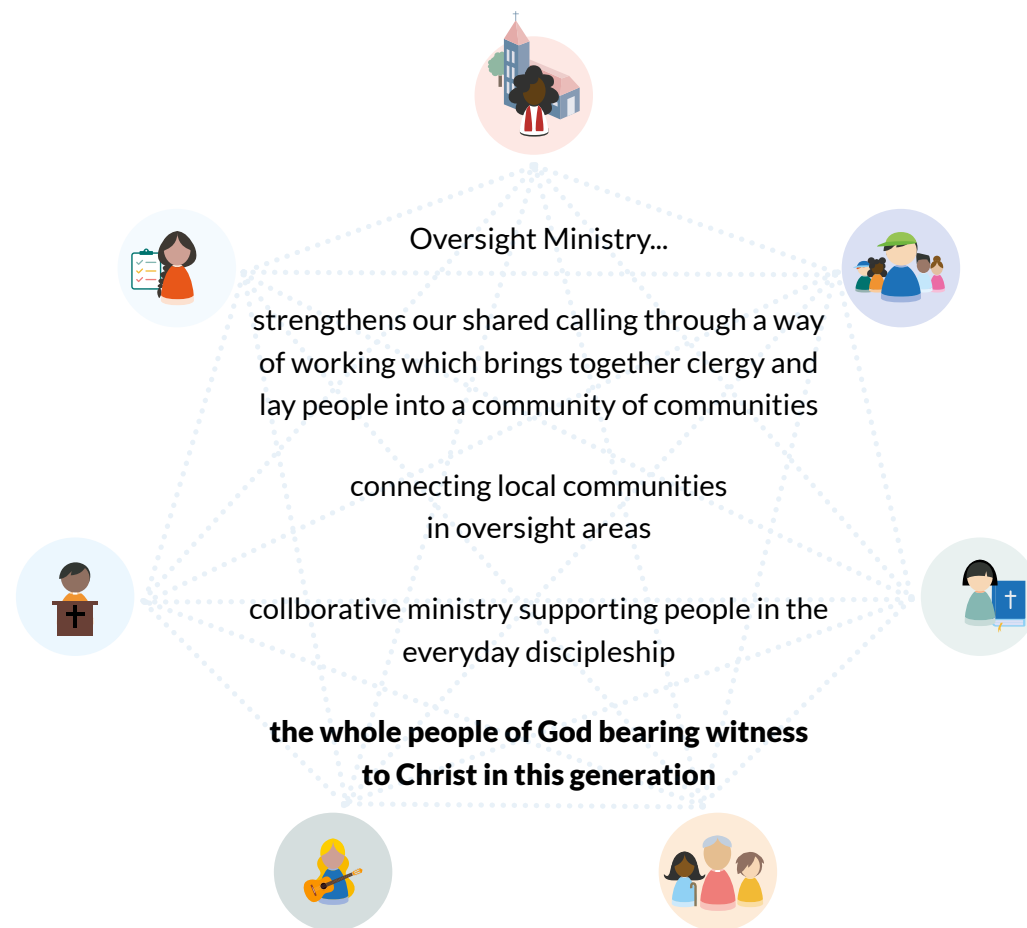 Oversight Ministry...
strengthens our shared calling through a way
of working which brings together clergy and
lay people into a community of communities
connecting local communities
in oversight areas
collborative ministry supporting people in the
everyday discipleship
the whole people of God bearing witness
to Christ in this generation